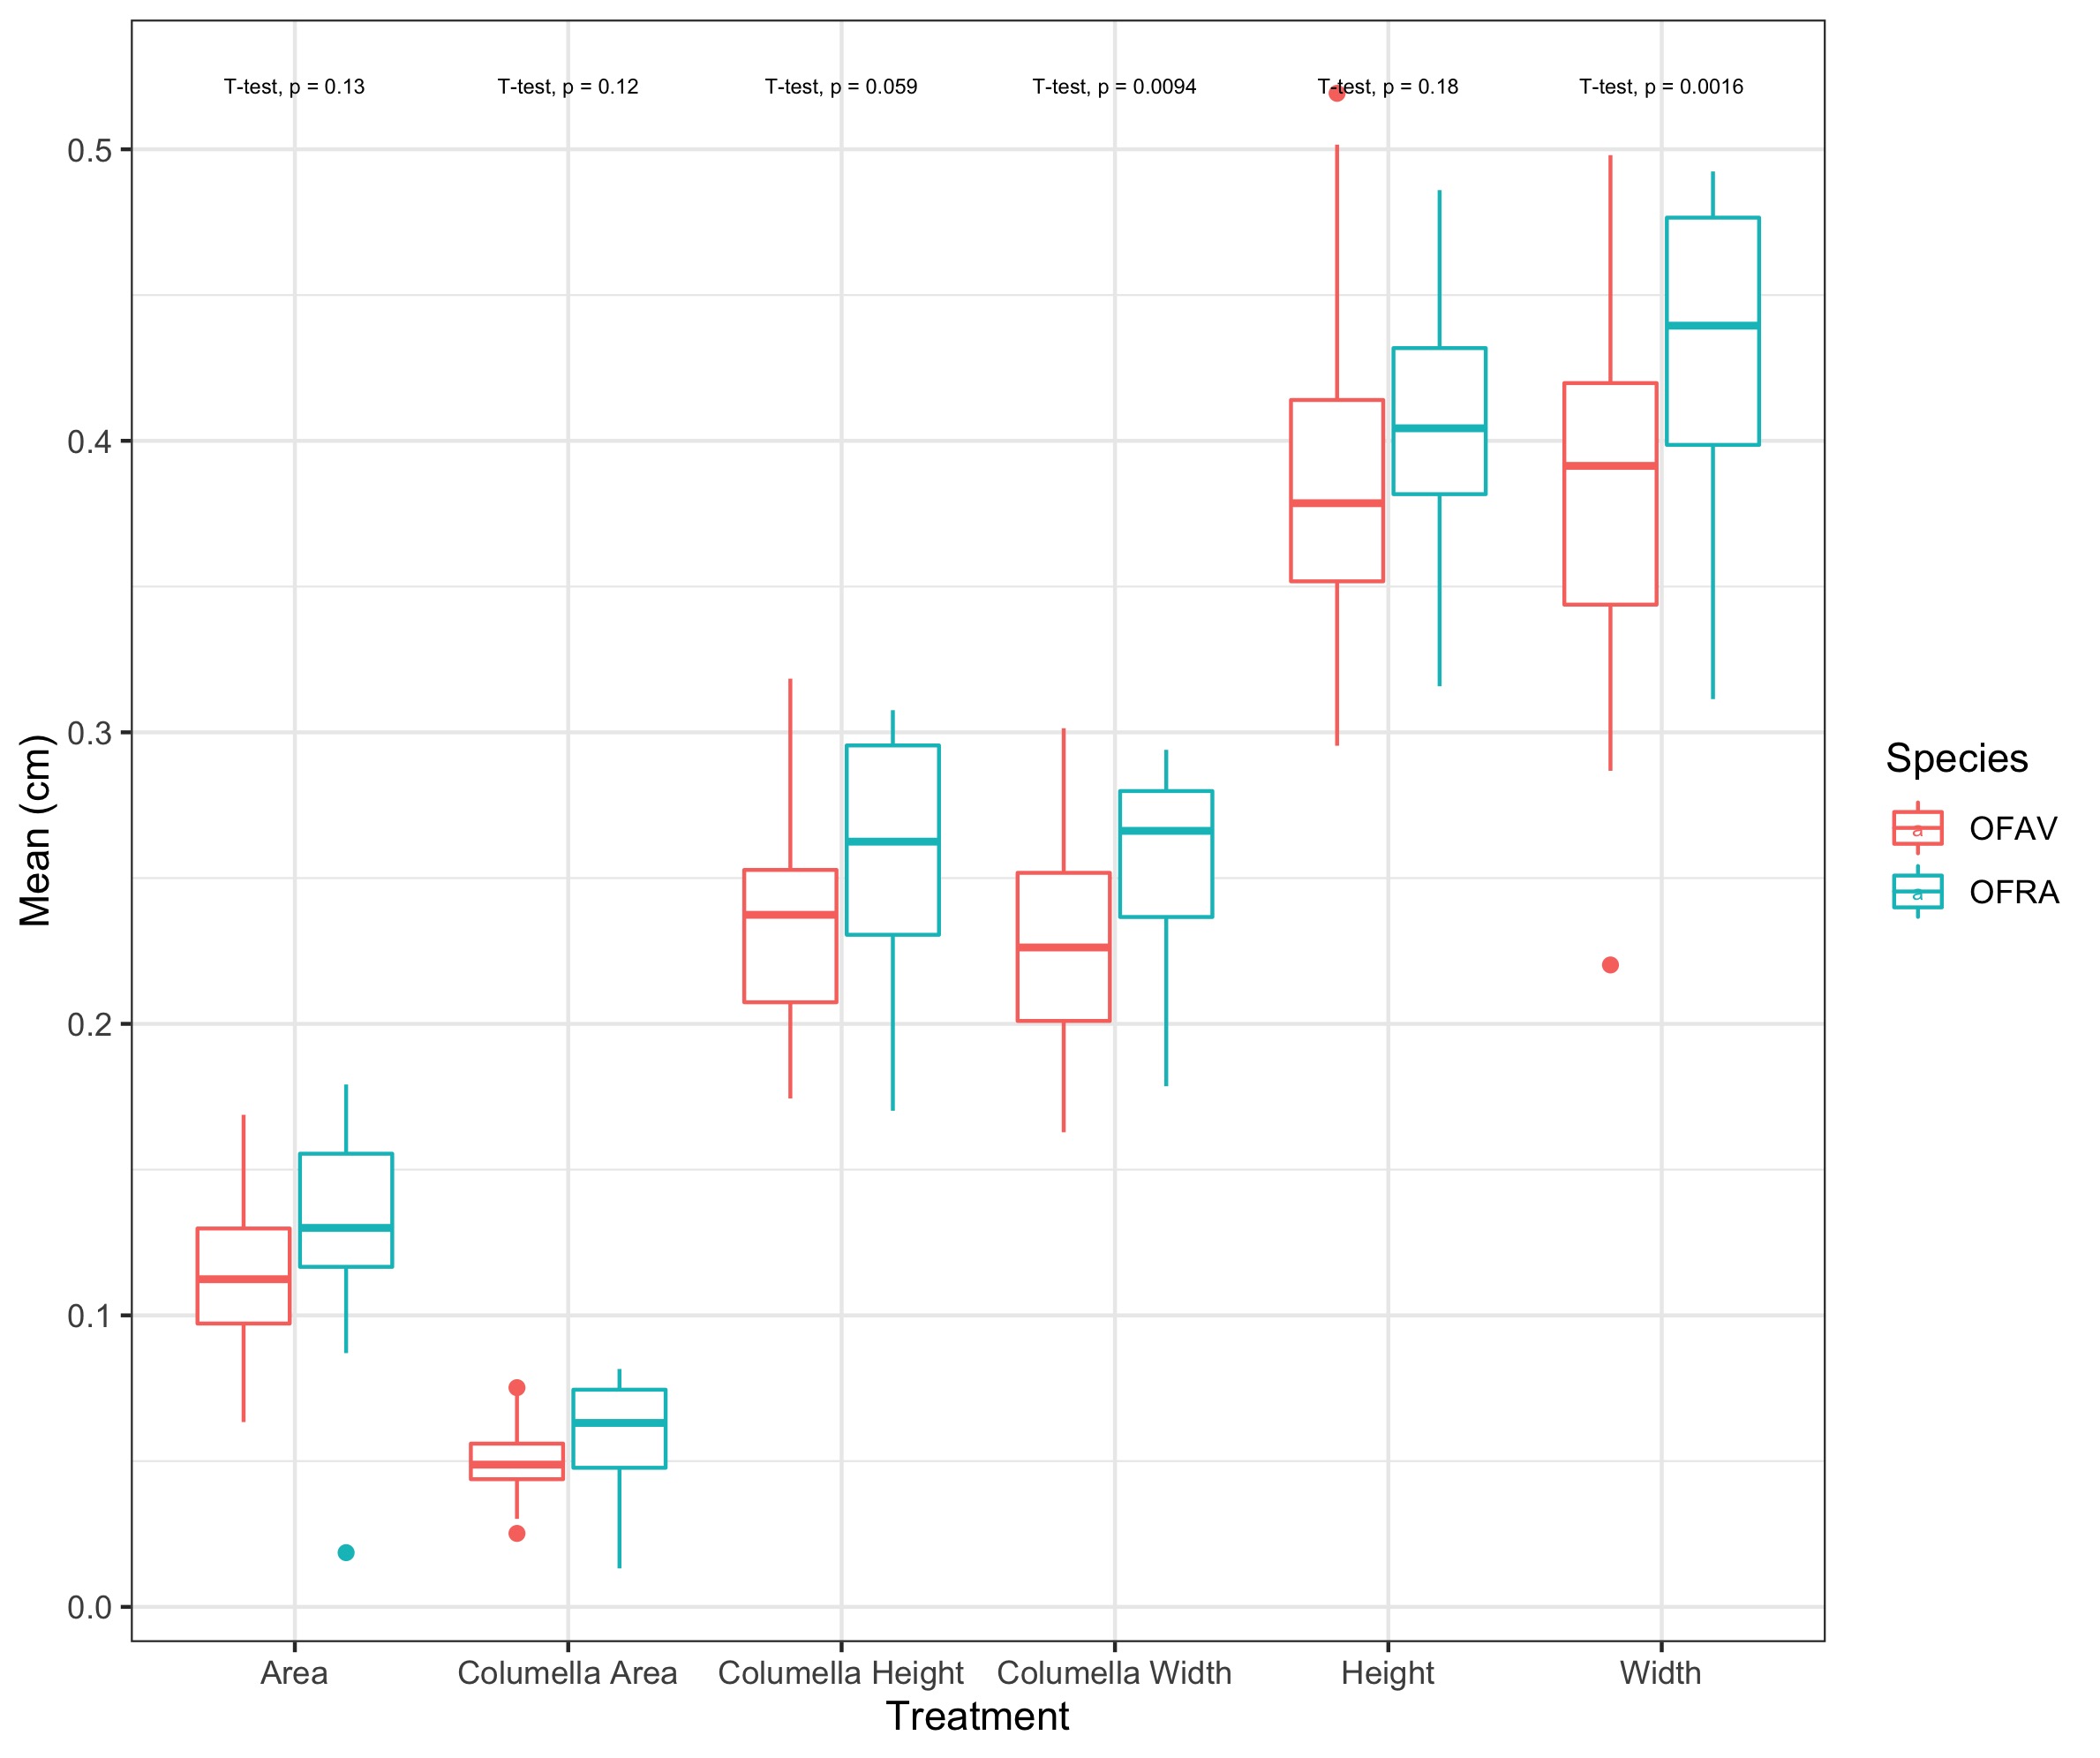 T-test, p = 0.13
T-test, p = 0.12
T-test, p = 0.059
T-test, p = 0.0094
T-test, p = 0.18
T-test, p = 0.0016
0.5
0.4
0.3
0.2
0.1
0.0
Mean (cm)
Area
Columella Area
Columella Height
Columella Width
Height
Width
Treatment
Species
a OFAV
a OFRA